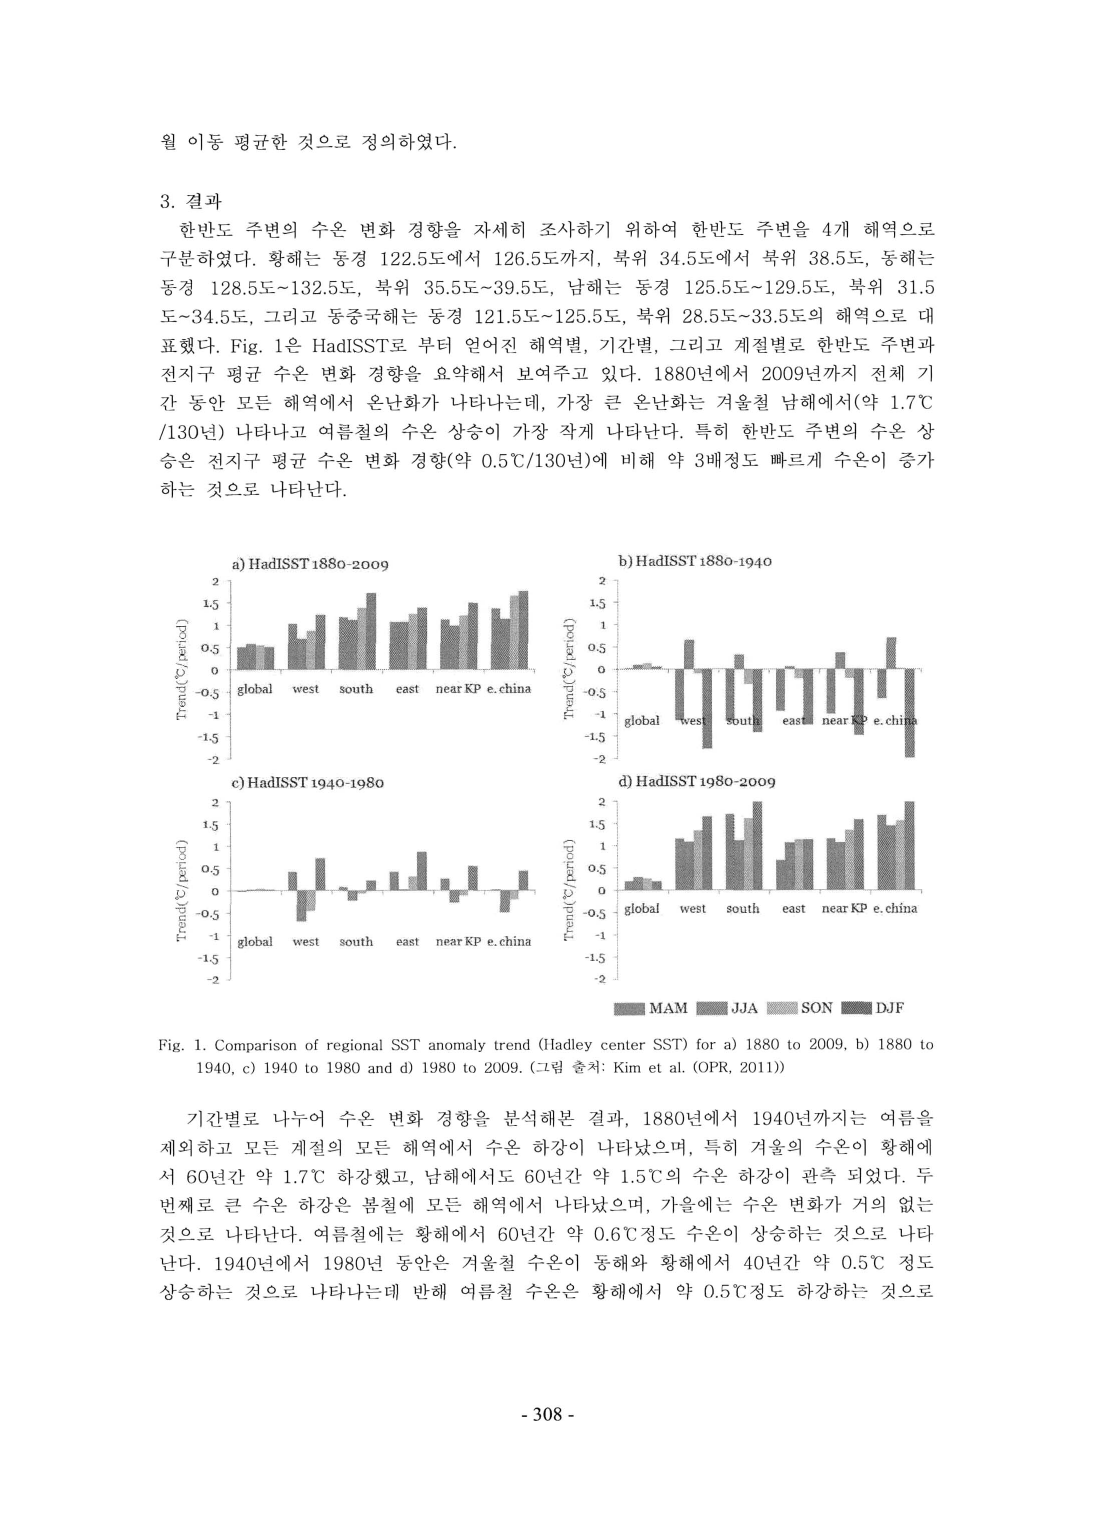 월 이동 평균한 것으로 정의하였다.
3. 결과
한반도 주변의 수온 변화 경향을 자세히 조사하기 위하여 한반도 주변을 4개 해역으로
구분하였다. 황해는 동경 122.5도에서 126.5도까지, 북위 34.5도에서 북위 38.5도, 동해는
동경 128.5도~132.5도, 북위 35.5도~39.5도, 남해는 동경 125.5도~129.5도, 북위 31.5
도~34.5도, 그리고 동중국해는 동경 121.5도~125.5도, 북위 28.5도~33.5도의 해역으로 대
표했다. Fig. 1은 HadISST로 부터 얻어진 해역별, 기간별, 그리고 계절별로 한반도 주변과
전지구 평균 수온 변화 경향을 요약해서 보여주고 있다. 1880년에서 2009년까지 전체 기
간 동안 모든 해역에서 온난화가 나타나는데, 가장 큰 온난화는 겨울철 남해에서(약 1.7℃
/130년) 나타나고 여름철의 수온 상승이 가장 작게 나타난다. 특히 한반도 주변의 수온 상
승은 전지구 평균 수온 변화 경향(약 0.5℃/130년)에 비해 약 3배정도 빠르게 수온이 증가
하는 것으로 나타난다.
a) HadISST 1880-2009
2
1.5
1
0.5
0
-0.5
-1
-1.5
-2
Trend(℃/period)
global west south east near KP e. china
b) HadISST 1880-1940
2
1.5
1
0.5
0
-0.5
-1
-1.5
-2
Trend(℃/period)
global west south east near KP e. china
c) HadISST 1940-1980
2
1.5
1
0.5
0
-0.5
-1
-1.5
-2
Trend(℃/period)
global west south east near KP e. china
d) HadISST 1980-2009
2
1.5
1
0.5
0
-0.5
-1
-1.5
-2
Trend(℃/period)
global west south east near KP e. china
MAM JJA SON DJF
Fig. 1. Comparison of regional SST anomaly trend (Hadley center SST) for a) 1880 to 2009, b) 1880 to
1940, c) 1940 to 1980 and d) 1980 to 2009. (그림 출처: Kim et al. (OPR, 2011))
기간별로 나누어 수온 변화 경향을 분석해본 결과, 1880년에서 1940년까지는 여름을
제외하고 모든 계절의 모든 해역에서 수온 하강이 나타났으며, 특히 겨울의 수온이 황해에
서 60년간 약 1.7℃ 하강했고, 남해에서도 60년간 약 1.5℃의 수온 하강이 관측 되었다. 두
번째로 큰 수온 하강은 봄철에 모든 해역에서 나타났으며, 가을에는 수온 변화가 거의 없는
것으로 나타난다. 여름철에는 황해에서 60년간 약 0.6℃정도 수온이 상승하는 것으로 나타
난다. 1940년에서 1980년 동안은 겨울철 수온이 동해와 황해에서 40년간 약 0.5℃ 정도
상승하는 것으로 나타나는데 반해 여름철 수온은 황해에서 약 0.5℃정도 하강하는 것으로
- 308 -